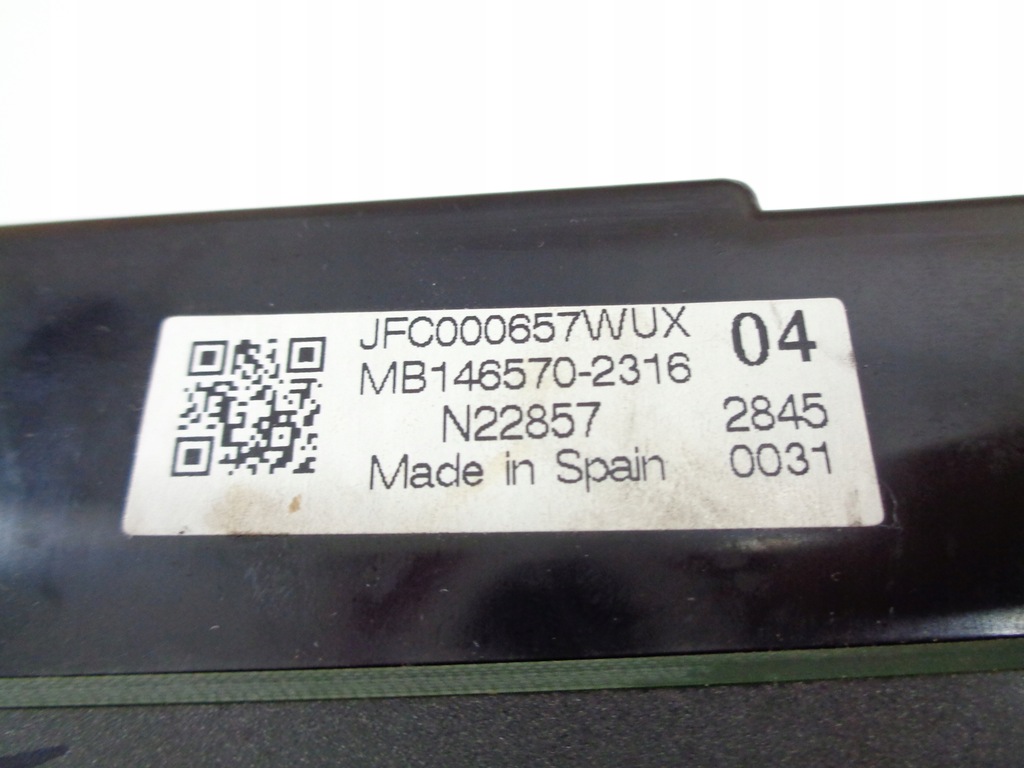 JFC000657WUX 04
MB146570-2316
N22857 2845
Made in Spain 0031